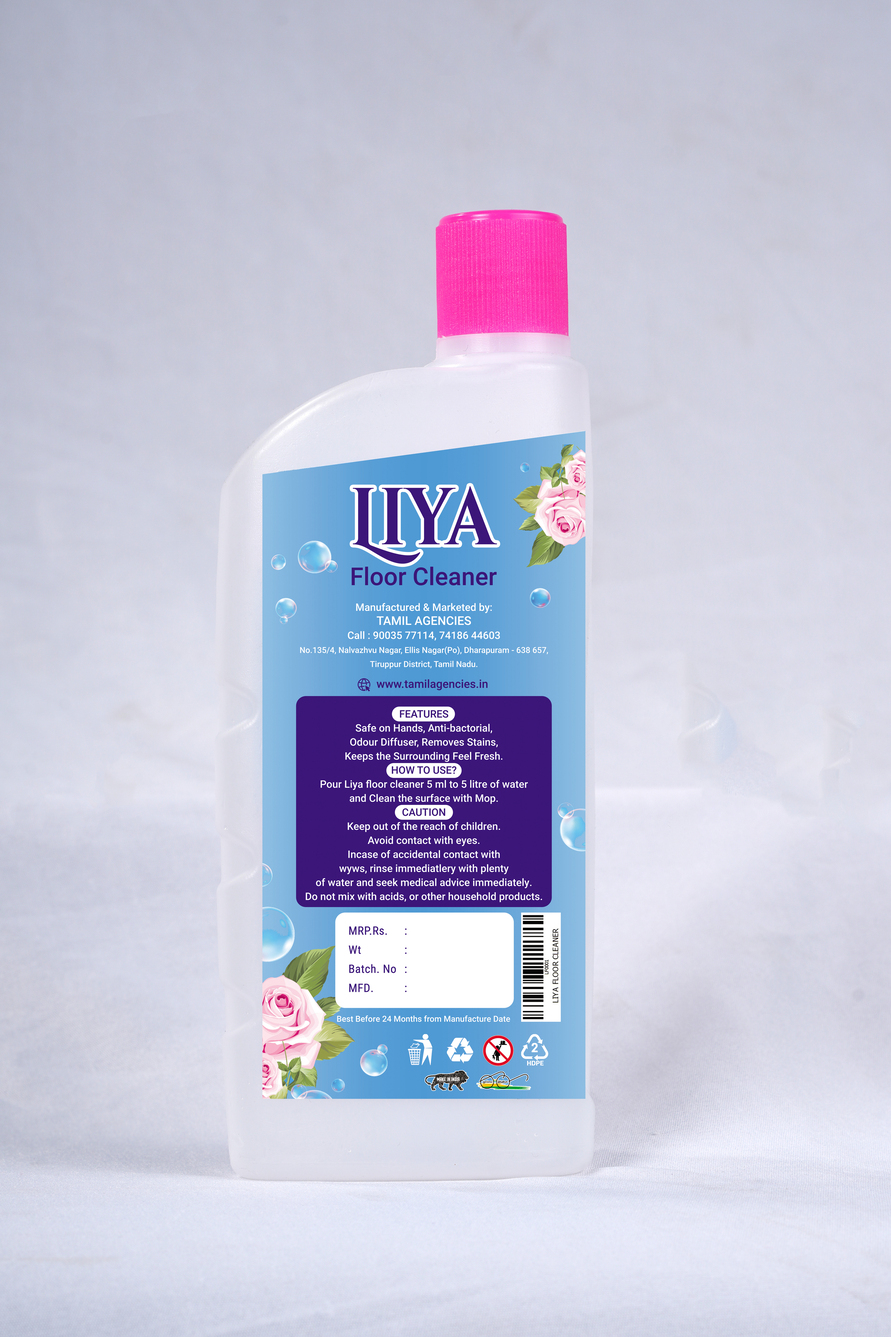 LIYA
Floor Cleaner
Manufactured & Marketed by:
TAMIL AGENCIES
Call : 90035 77114, 74186 44603
No.135/4, Nalvazhvu Nagar, Ellis Nagar(Po), Dharapuram - 638 657,
Tiruppur District, Tamil Nadu.
www.tamilagencies.in
FEATURES
Safe on Hands, Anti-bacterial,
Odour Diffuser, Removes Stains,
Keeps the Surrounding Feel Fresh.
HOW TO USE?
Pour Liya floor cleaner 5 ml to 5 litre of water
and Clean the surface with Mop.
CAUTION
Keep out of the reach of children.
Avoid contact with eyes.
Incase of accidental contact with
wyws, rinse immediatlery with plenty
of water and seek medical advice immediately.
Do not mix with acids, or other household products.
MRP.Rs. :
Wt :
Batch. No :
MFD. :
LIYA FLOOR CLEANER
Best Before 24 Months from Manufacture Date
2
HDPE
MAKE IN INDIA